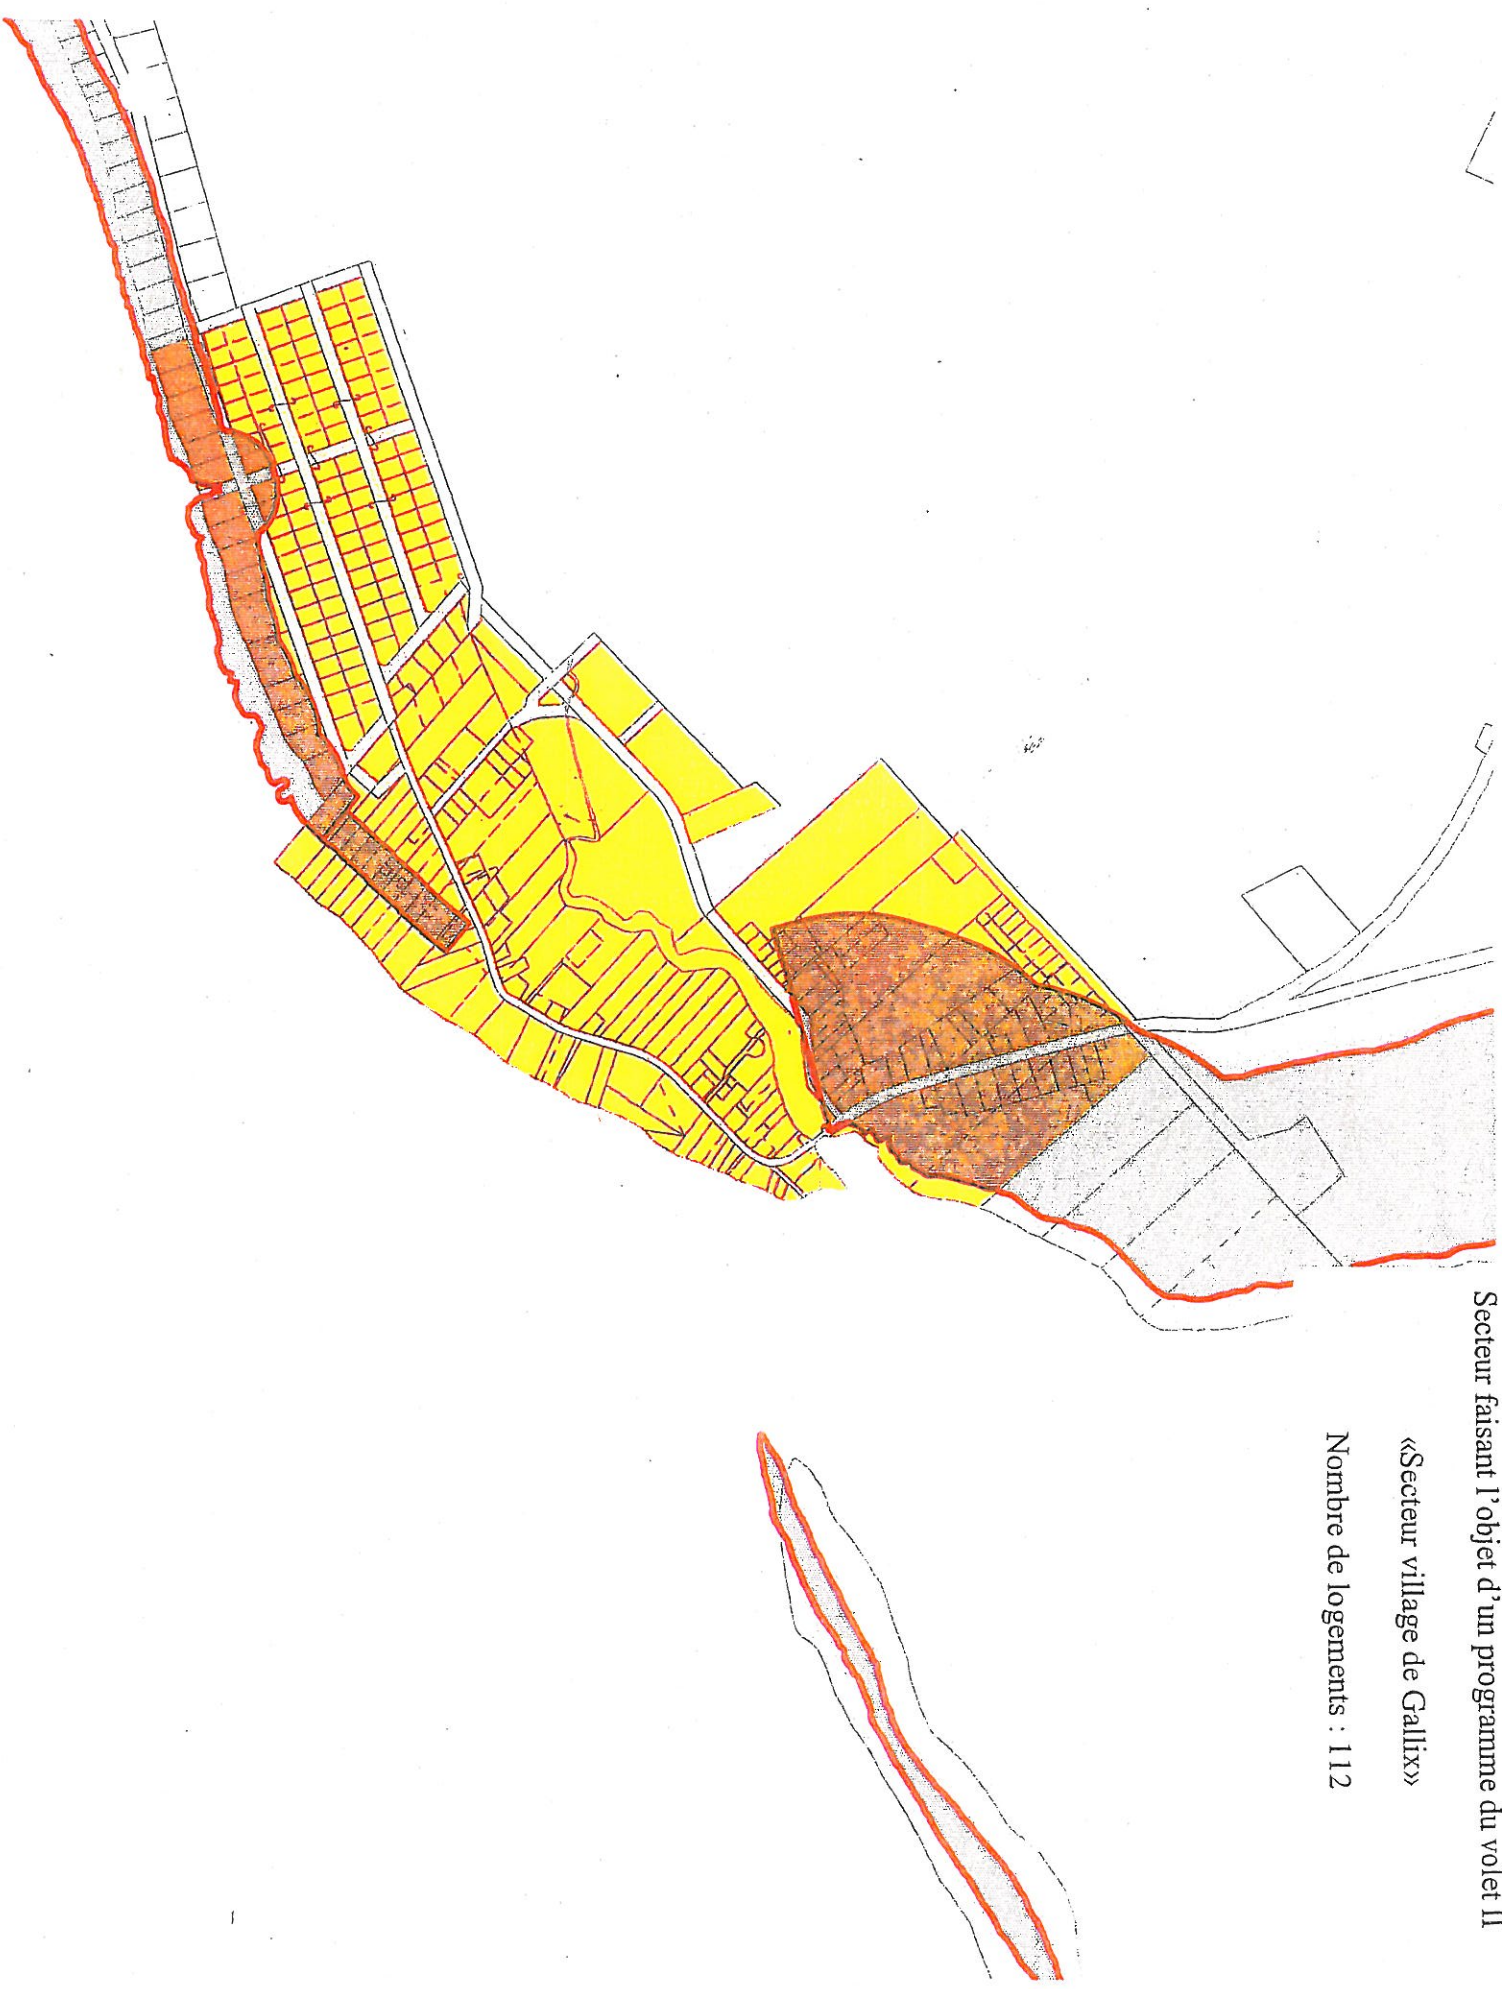 Secteur faisant l'objet d'un programme du volet II
«Secteur village de Gallix»
Nombre de logements : 112